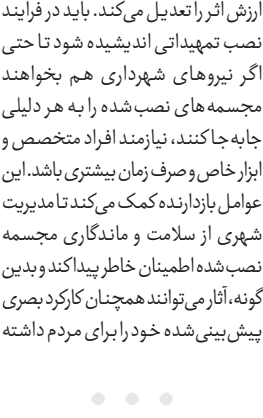 ارزش اثر را تعدیل می‌کند. باید در فرایند
نصب تمهیداتی اندیشیده شود تا حتی
اگر نیروهای شهرداری هم بخواهند
مجسمه‌های نصب‌شده را به هر دلیلی
جابه‌جا کنند، نیازمند افراد متخصص و
ابزار خاص و صرف زمان بیشتری باشد. این
عوامل بازدارنده کمک می‌کند تا مدیریت
شهری از سلامت و ماندگاری مجسمه
نصب‌شده اطمینان خاطر پیدا کند و بدین
گونه، آثار می‌توانند همچنان کارکرد بصری
پیش‌بینی‌شده خود را برای مردم داشته